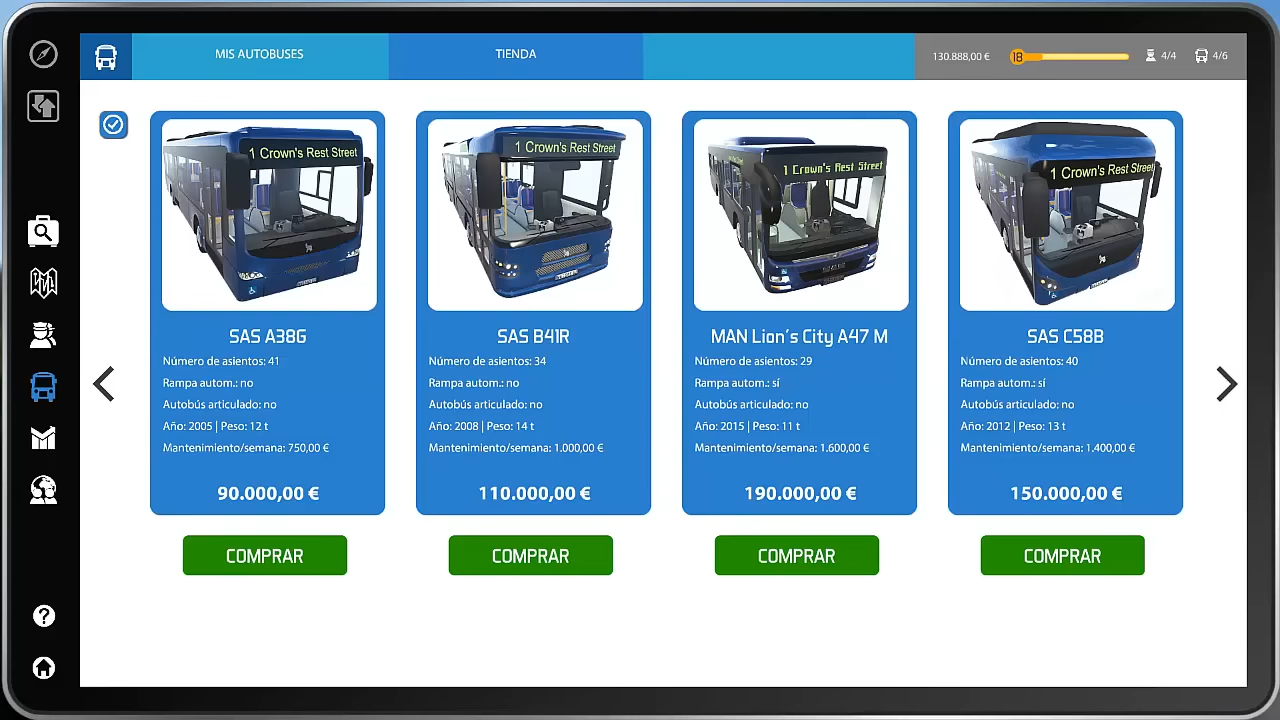 MIS AUTOBUSES
TIENDA
130.888,00 €
18
4/4
4/6
1 Crown's Rest Street
1 Crown's Rest Street
1 Crown's Rest Street
1 Crown's Rest Street
SAS A38G
Número de asientos: 41
Rampa autom.: no
Autobús articulado: no
Año: 2005 | Peso: 12 t
Mantenimiento/semana: 750,00 €
90.000,00 €
COMPRAR
SAS B41R
Número de asientos: 34
Rampa autom.: no
Autobús articulado: no
Año: 2008 | Peso: 14 t
Mantenimiento/semana: 1.000,00 €
110.000,00 €
COMPRAR
MAN Lion's City A47 M
Número de asientos: 29
Rampa autom.: sí
Autobús articulado: no
Año: 2015 | Peso: 11 t
Mantenimiento/semana: 1.600,00 €
190.000,00 €
COMPRAR
SAS C58B
Número de asientos: 40
Rampa autom.: sí
Autobús articulado: no
Año: 2012 | Peso: 13 t
Mantenimiento/semana: 1.400,00 €
150.000,00 €
COMPRAR
?